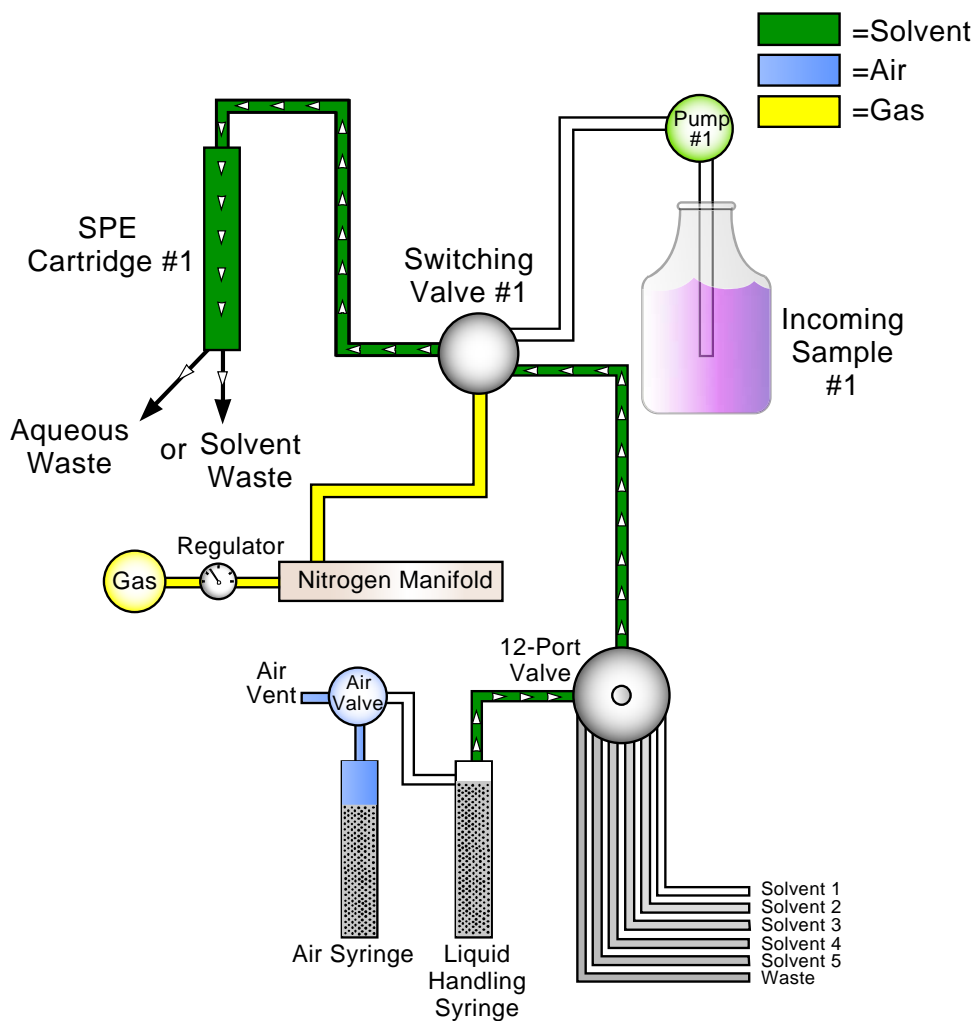 =Solvent
=Air
=Gas
Pump
#1
SPE
Cartridge #1
Switching
Valve #1
Incoming
Sample
#1
Aqueous
Waste
or
Solvent
Waste
Regulator
Gas
Nitrogen Manifold
12-Port
Valve
Air
Vent
Air
Valve
Solvent 1
Solvent 2
Solvent 3
Solvent 4
Solvent 5
Waste
Air Syringe
Liquid
Handling
Syringe